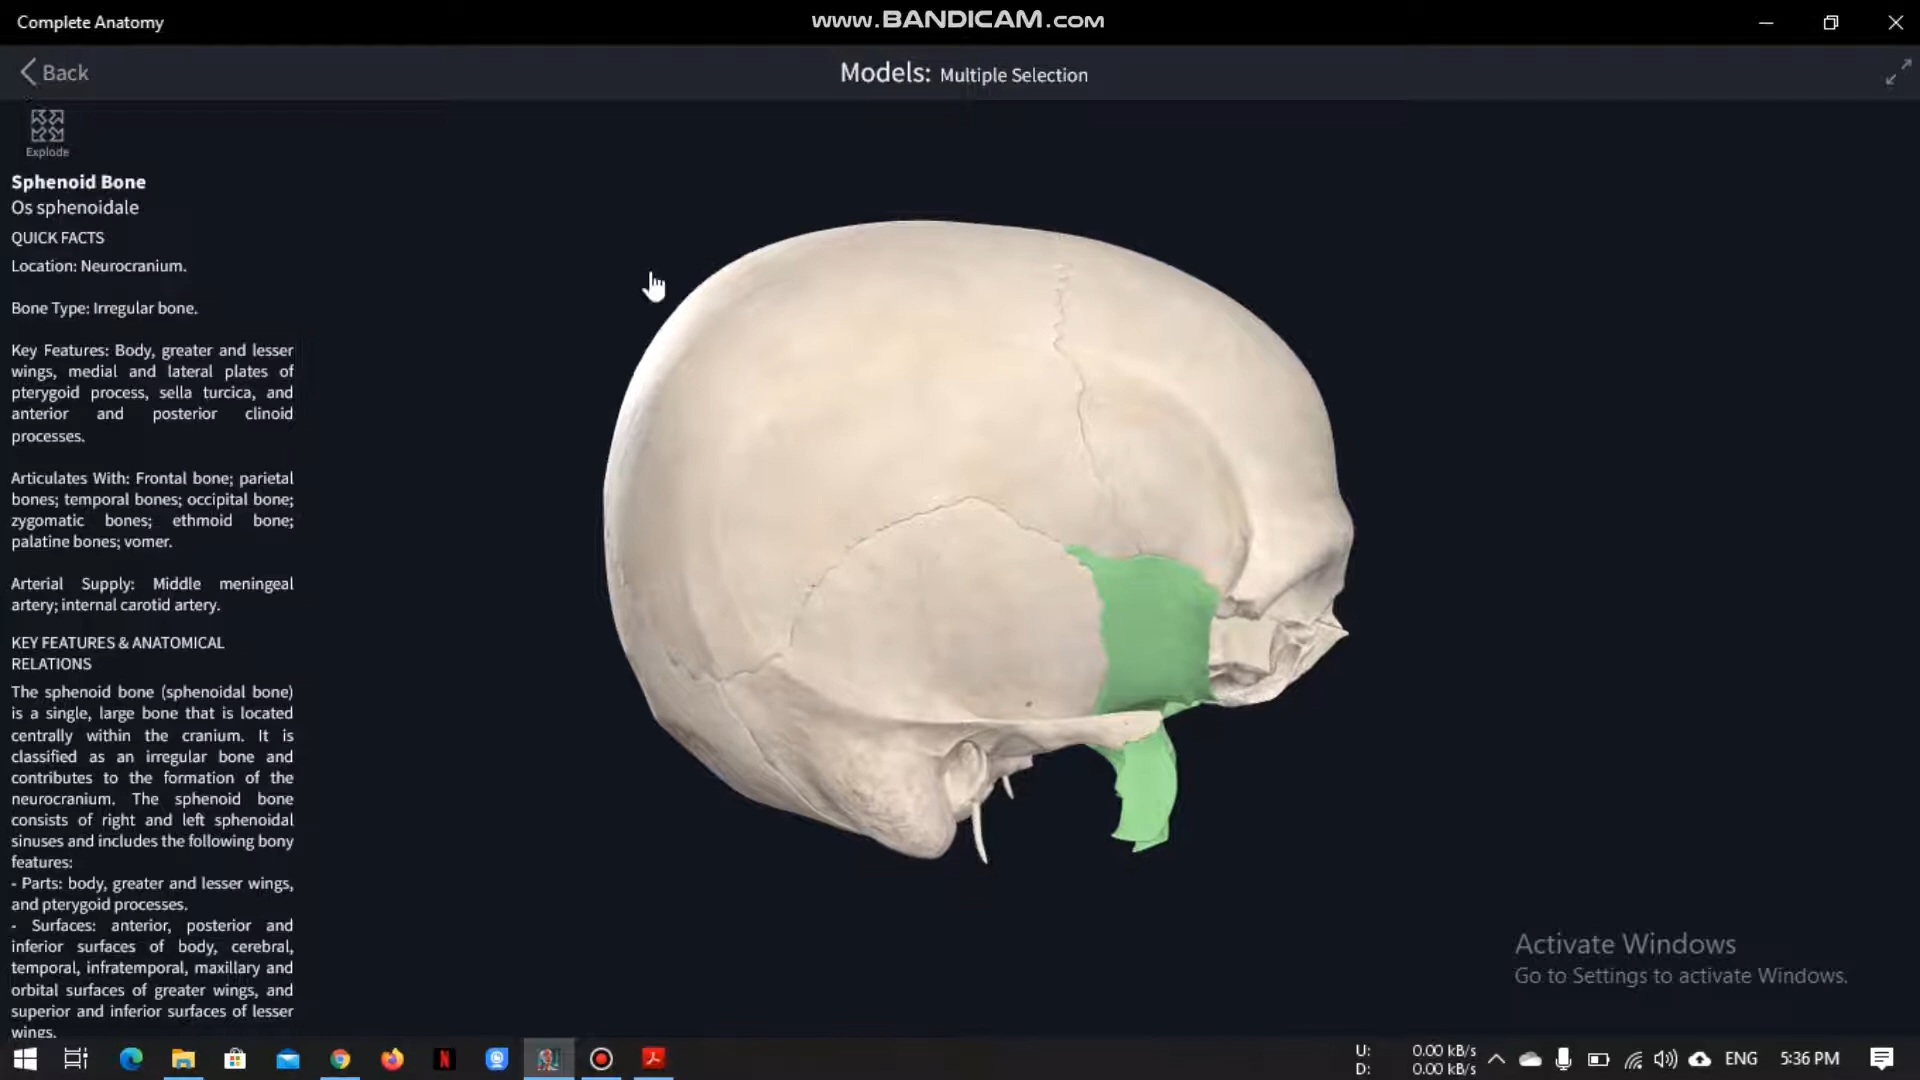 Complete Anatomy
www.BANDICAM.com
Back
Models: Multiple Selection
Explode
Sphenoid Bone
Os sphenoidale
QUICK FACTS
Location: Neurocranium.
Bone Type: Irregular bone.
Key Features: Body, greater and lesser
wings, medial and lateral plates of
pterygoid process, sella turcica, and
anterior and posterior clinoid
processes.
Articulates With: Frontal bone; parietal
bones; temporal bones; occipital bone;
zygomatic bones; ethmoid bone;
palatine bones; vomer.
Arterial Supply: Middle meningeal
artery; internal carotid artery.
KEY FEATURES & ANATOMICAL
RELATIONS
The sphenoid bone (sphenoidal bone)
is a single, large bone that is located
centrally within the cranium. It is
classified as an irregular bone and
contributes to the formation of the
neurocranium. The sphenoid bone
consists of right and left sphenoidal
sinuses and includes the following bony
features:
- Parts: body, greater and lesser wings,
and pterygoid processes.
- Surfaces: anterior, posterior and
inferior surfaces of body, cerebral,
temporal, infratemporal, maxillary and
orbital surfaces of greater wings, and
superior and inferior surfaces of lesser
wings.
Activate Windows
Go to Settings to activate Windows.
N
U: 0.00 kB/s
D: 0.00 kB/s
ENG
5:36 PM